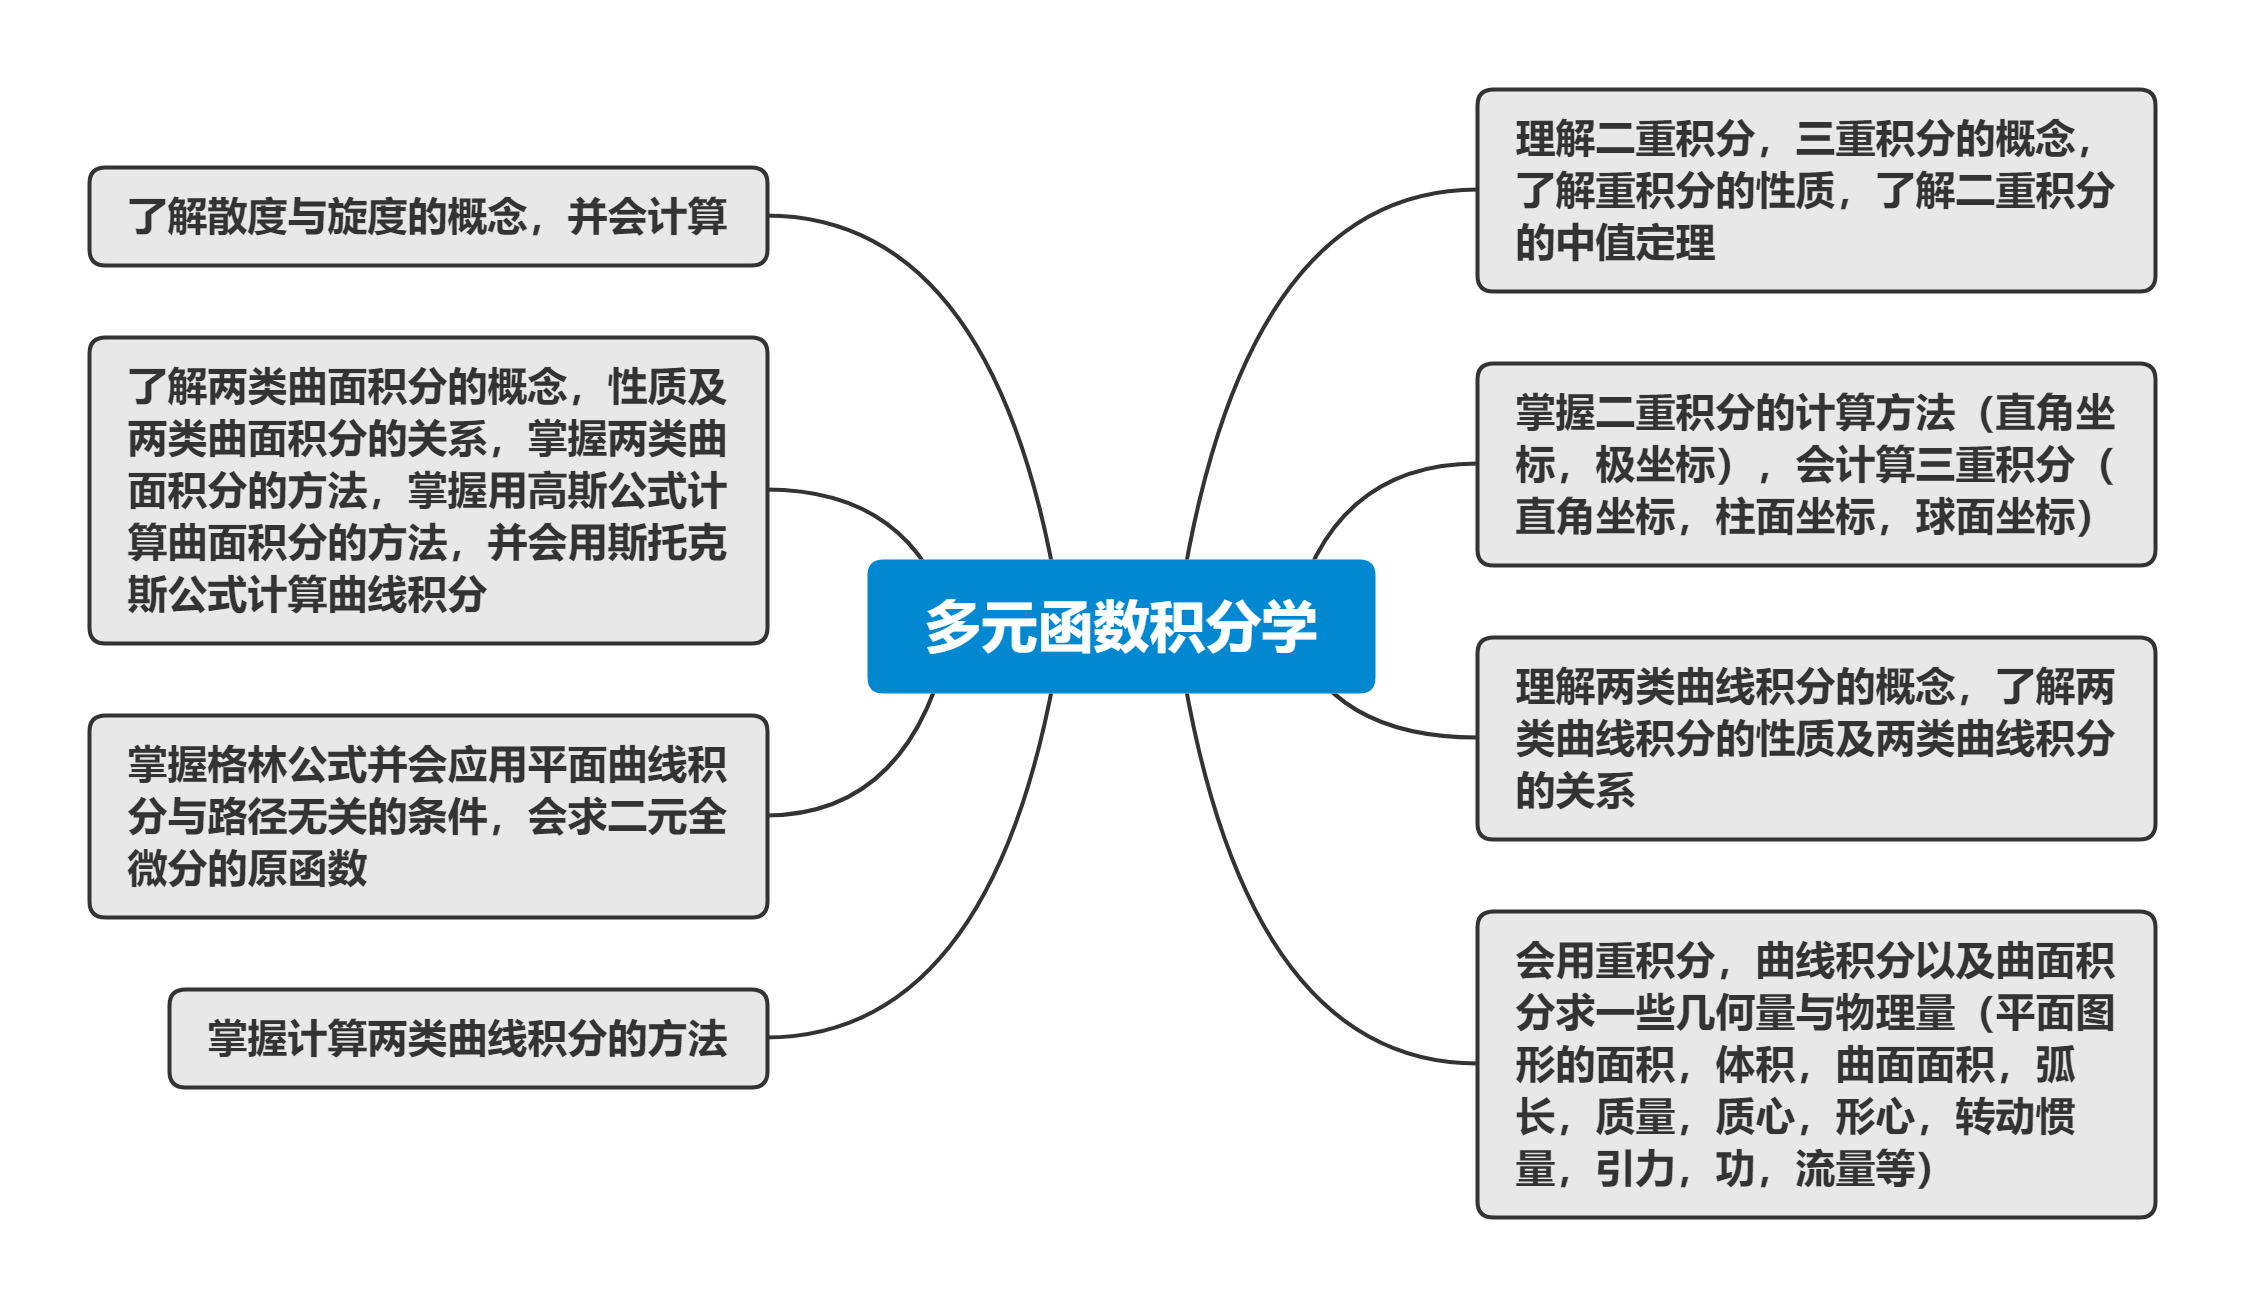 多元函数积分学
理解二重积分，三重积分的概念，
了解重积分的性质，了解二重积分
的中值定理
掌握二重积分的计算方法（直角坐
标，极坐标），会计算三重积分（
直角坐标，柱面坐标，球面坐标）
理解两类曲线积分的概念，了解两
类曲线积分的性质及两类曲线积分
的关系
会用重积分，曲线积分以及曲面积
分求一些几何量与物理量（平面图
形的面积，体积，曲面面积，弧
长，质量，质心，形心，转动惯
量，引力，功，流量等）
了解散度与旋度的概念，并会计算
了解两类曲面积分的概念，性质及
两类曲面积分的关系，掌握两类曲
面积分的方法，掌握用高斯公式计
算曲面积分的方法，并会用斯托克
斯公式计算曲线积分
掌握格林公式并会应用平面曲线积
分与路径无关的条件，会求二元全
微分的原函数
掌握计算两类曲线积分的方法